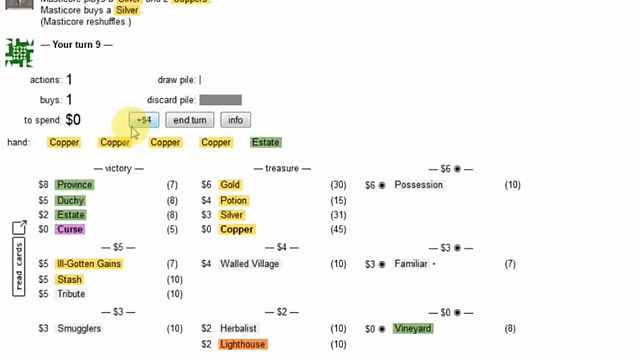 Masticore plays a Silver and 2 Coppers.
Masticore buys a Silver.
(Masticore reshuffles.)
— Your turn 9 —
actions: 1 draw pile:
buys: 1 discard pile:
to spend: $0 +$4 end turn info
hand: Copper Copper Copper Copper Estate
— victory — — treasure — — $6 ◉ —
$8 Province (7) $6 Gold (30) $6 ◉ Possession (10)
$5 Duchy (8) $4 Potion (15)
$2 Estate (8) $3 Silver (31)
$0 Curse (5) $0 Copper (45)
— $5 — — $4 — — $3 ◉ —
$5 Ill-Gotten Gains (7) $4 Walled Village (10) $3 ◉ Familiar (7)
$5 Stash (10)
$5 Tribute (10)
— $3 — — $2 — — $0 ◉ —
$3 Smugglers (10) $2 Herbalist (10) $0 ◉ Vineyard (8)
$2 Lighthouse (10)
read cards